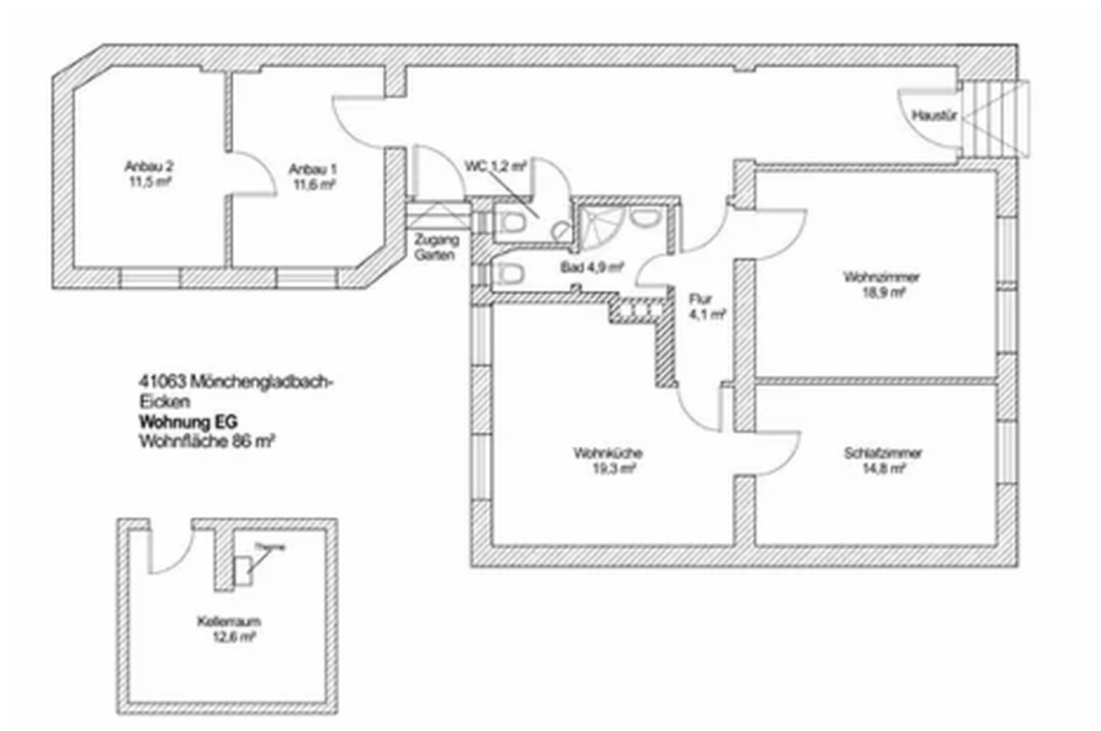 Haustür
WC 1,2 m²
Anbau 2
11,5 m²
Anbau 1
11,6 m²
Zugang
Garten
Bad 4,9 m²
Wohnzimmer
18,9 m²
Flur
4,1 m²
41063 Mönchengladbach-
Eicken
Wohnung EG
Wohnfläche 86 m²
Wohnküche
19,3 m²
Schlafzimmer
14,8 m²
Therme
Kellerraum
12,6 m²